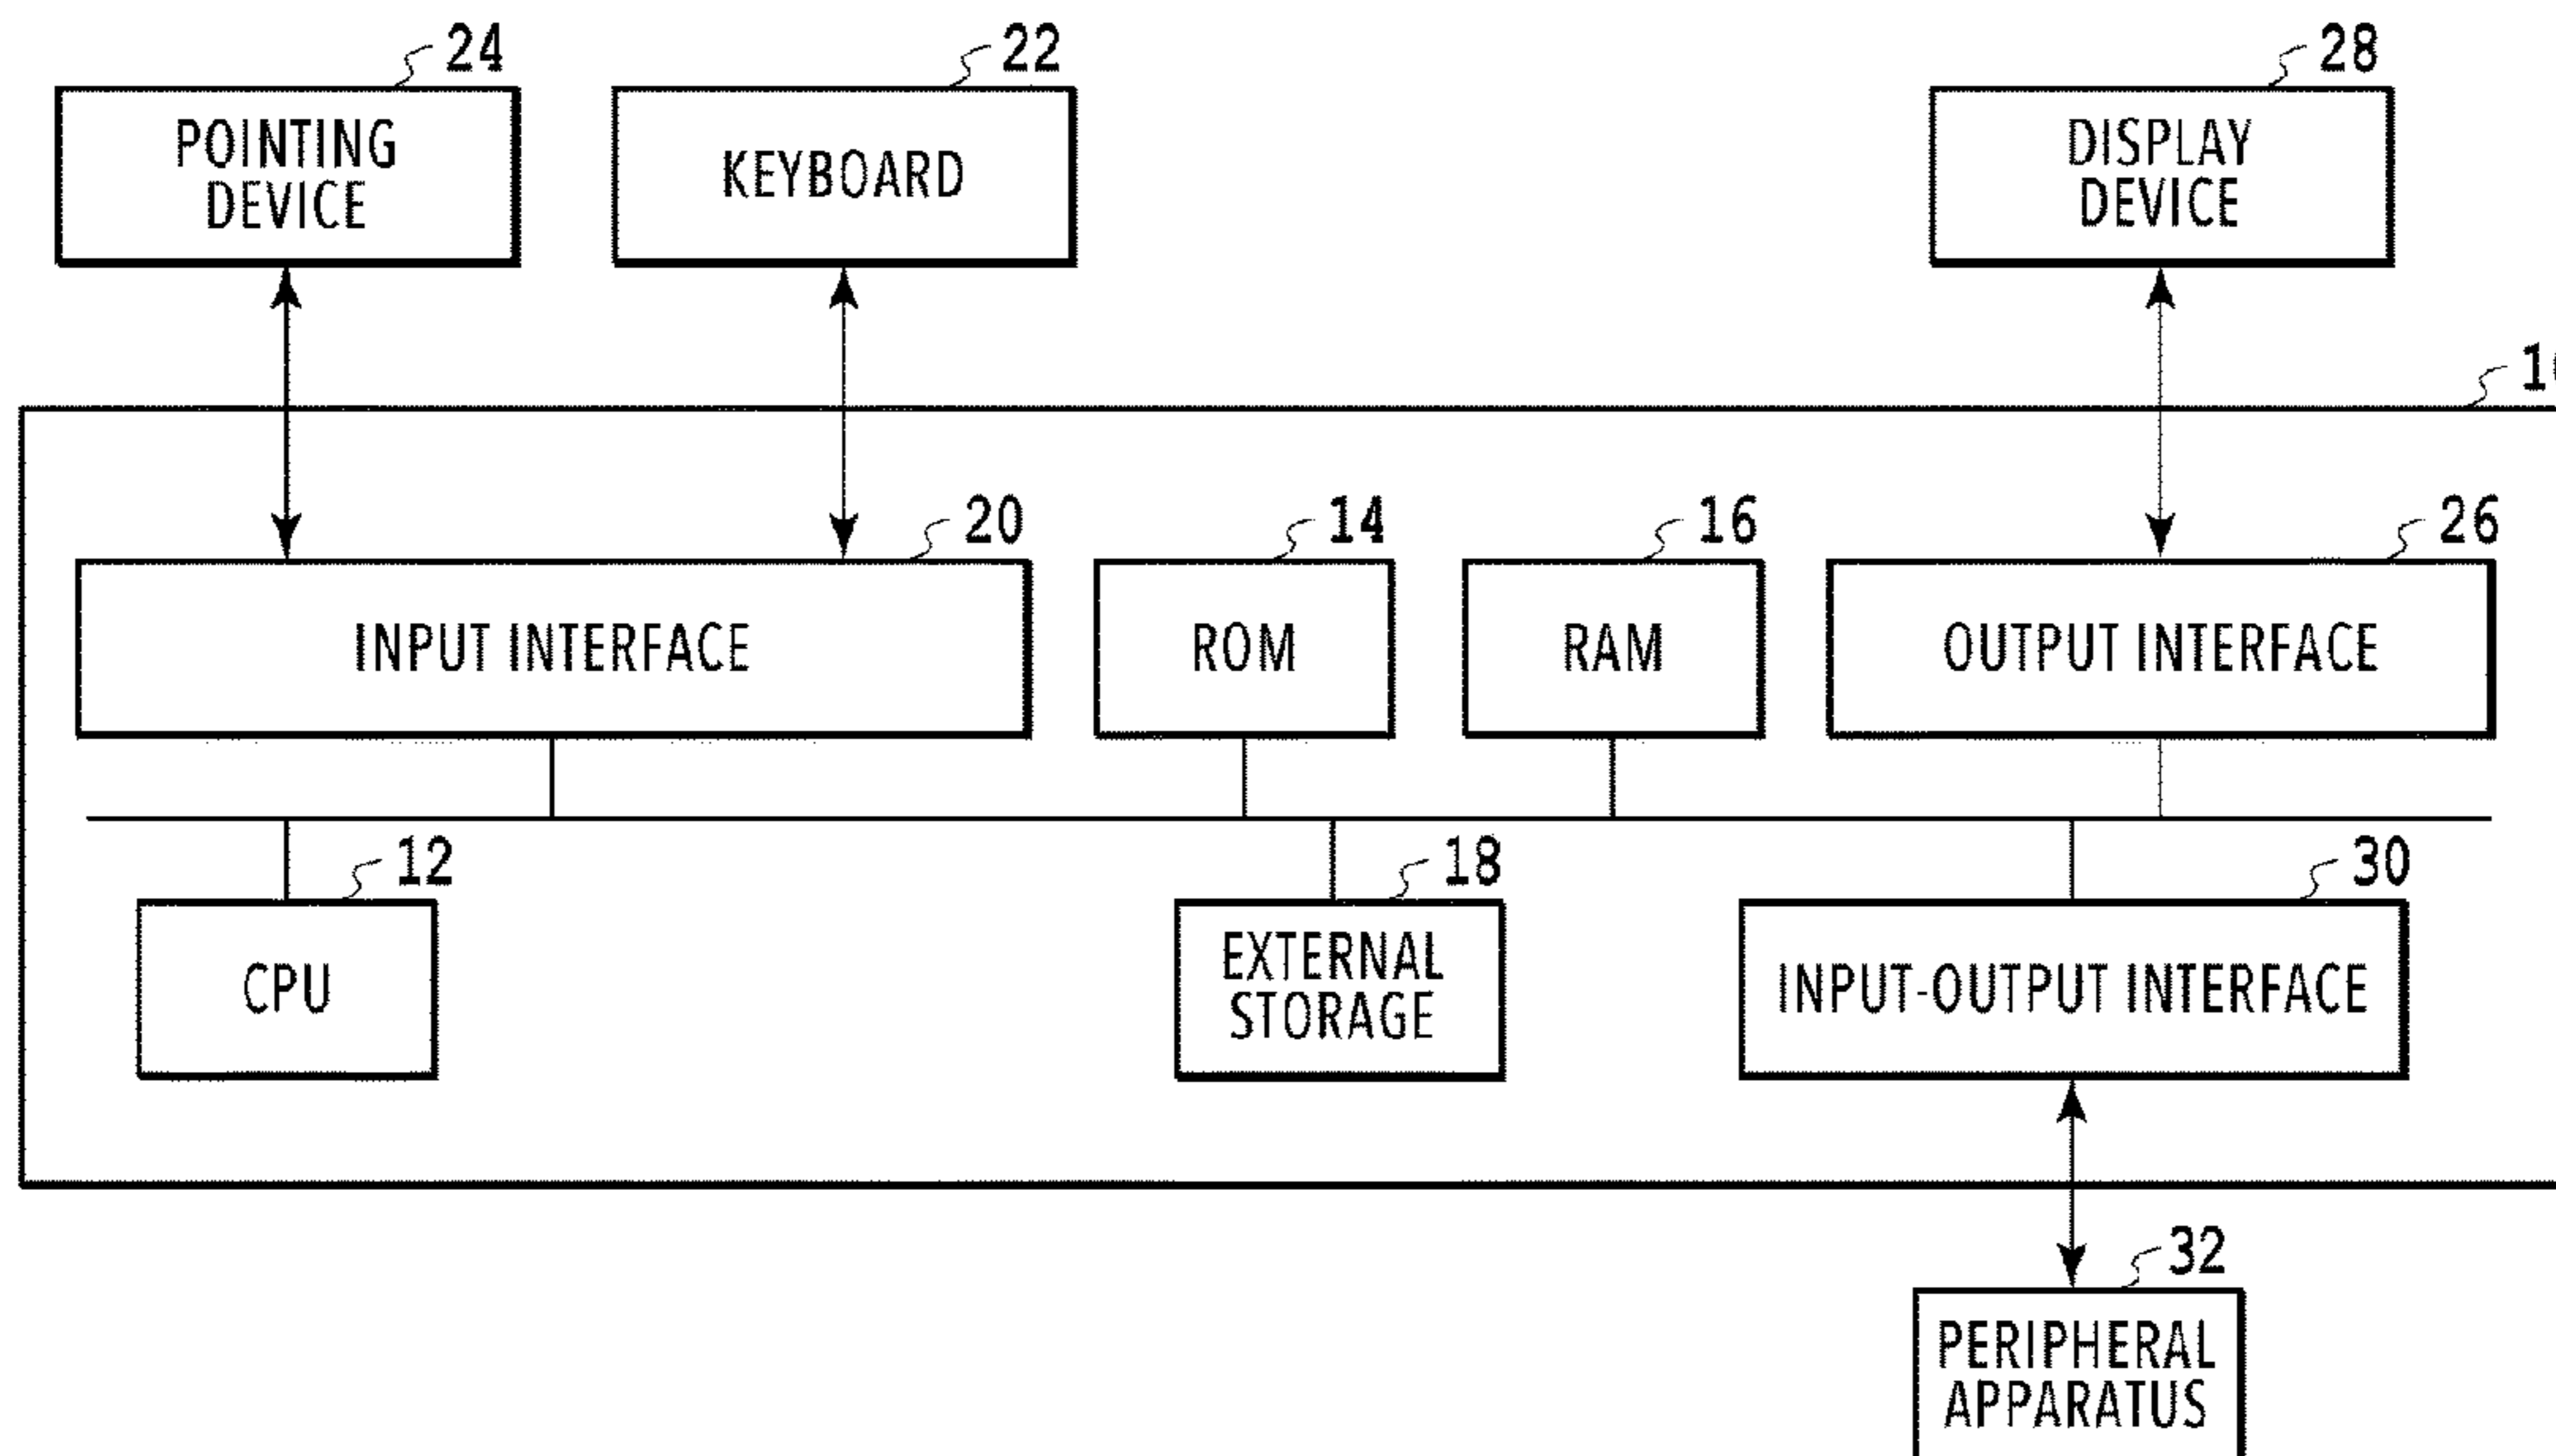 24
22
28
POINTING
DEVICE
KEYBOARD
DISPLAY
DEVICE
20
14
16
26
INPUT INTERFACE
ROM
RAM
OUTPUT INTERFACE
12
18
30
CPU
EXTERNAL
STORAGE
INPUT-OUTPUT INTERFACE
32
PERIPHERAL
APPARATUS